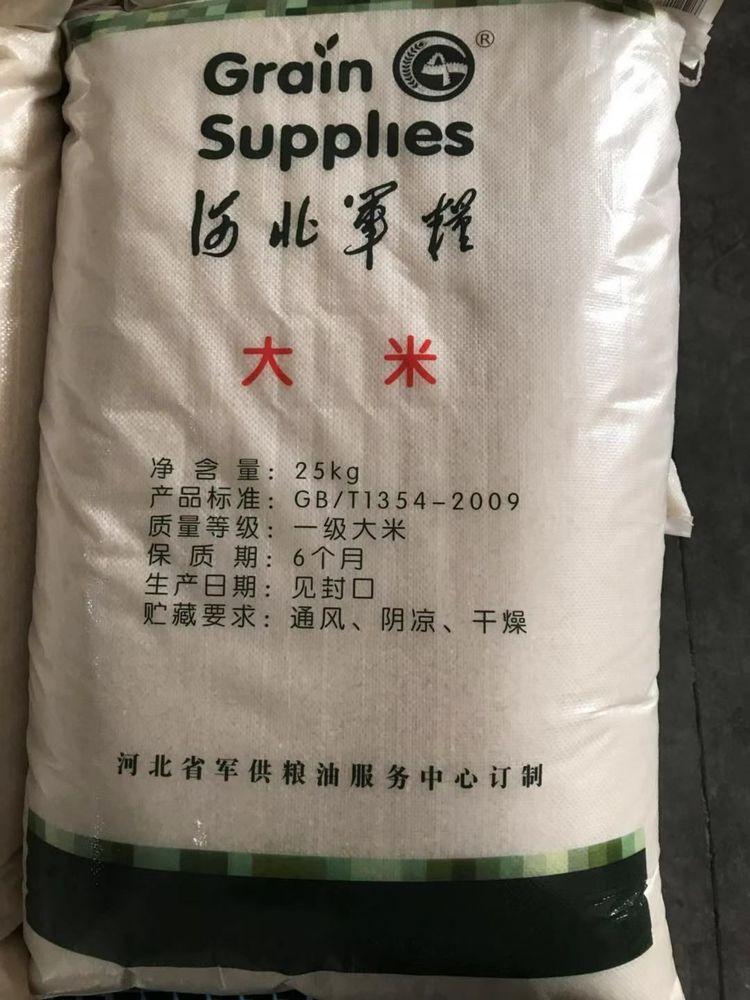 Grain ®
Supplies
河北軍糧
大米
净含量：25kg
产品标准：GB/T1354-2009
质量等级：一级大米
保质期：6个月
生产日期：见封口
贮藏要求：通风、阴凉、干燥
河北省军供粮油服务中心订制